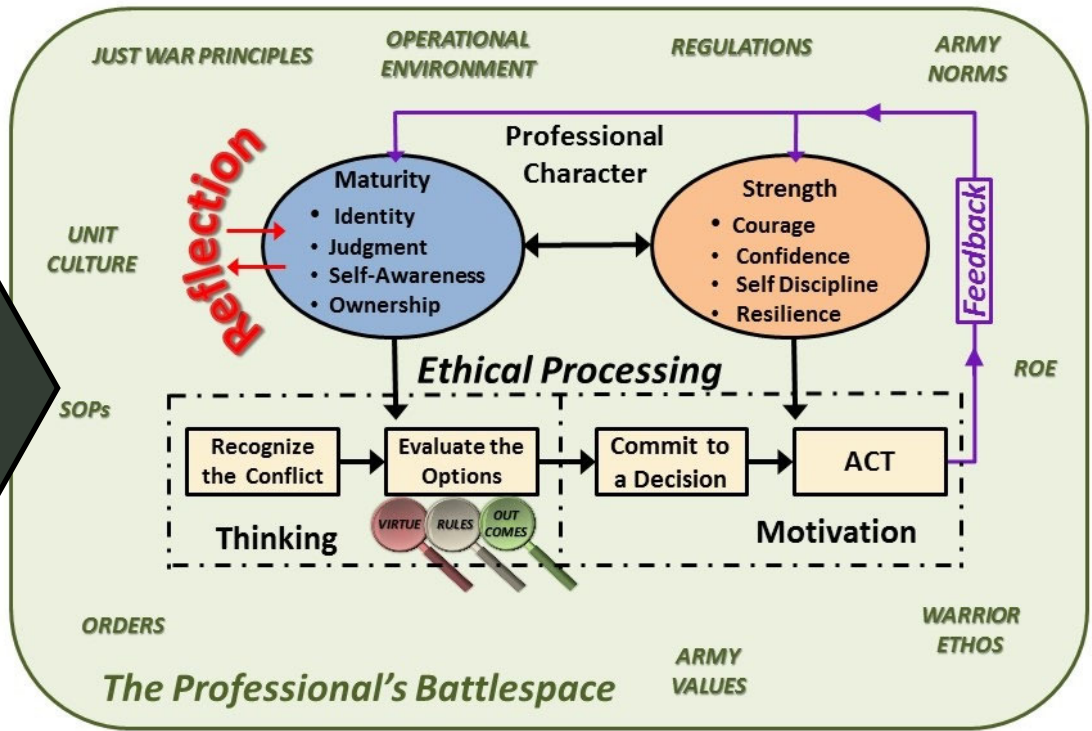 JUST WAR PRINCIPLES
OPERATIONAL
ENVIRONMENT
REGULATIONS
ARMY
NORMS
Professional
Character
Reflection
Maturity
• Identity
• Judgment
• Self-Awareness
• Ownership
Strength
• Courage
• Confidence
• Self Discipline
• Resilience
Feedback
UNIT
CULTURE
SOPs
ROE
Ethical Processing
Recognize
the Conflict
Evaluate the
Options
Commit to
a Decision
ACT
Thinking
VIRTUE
RULES
OUT
COMES
Motivation
ORDERS
WARRIOR
ETHOS
ARMY
VALUES
The Professional's Battlespace